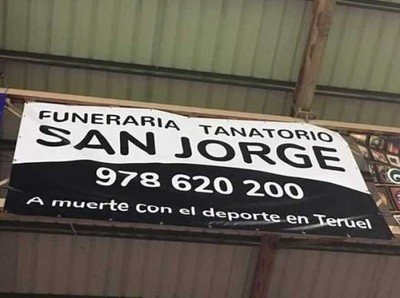 FUNERARIA TANATORIO
SAN JORGE
978 620 200
A muerte con el deporte en Teruel